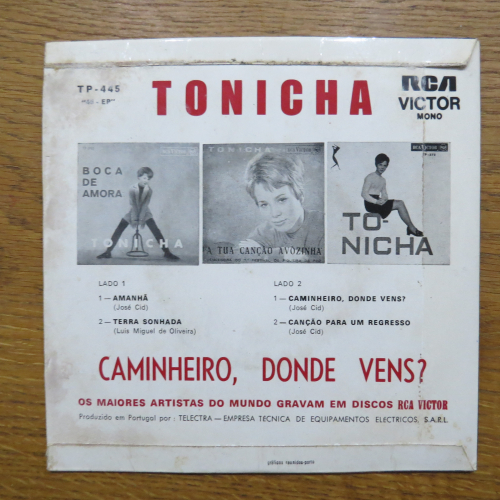 TP-445
TONICHA
RCA
VICTOR
MONO
BOCA
DE
AMORA
TONICHA
TONICHA
A TUA CANÇÃO AVOZINHA
TO-
NICHA
LADO 1
1 — AMANHÃ
(José Cid)
2 — TERRA SONHADA
(Luis Miguel de Oliveira)
LADO 2
1 — CAMINHEIRO, DONDE VENS?
(José Cid)
2 — CANÇÃO PARA UM REGRESSO
(José Cid)
CAMINHEIRO, DONDE VENS?
OS MAIORES ARTISTAS DO MUNDO GRAVAM EM DISCOS RCA VICTOR
Produzido em Portugal por: TELECTRA — EMPRESA TÉCNICA DE EQUIPAMENTOS ELÉCTRICOS, S.A.R.L.